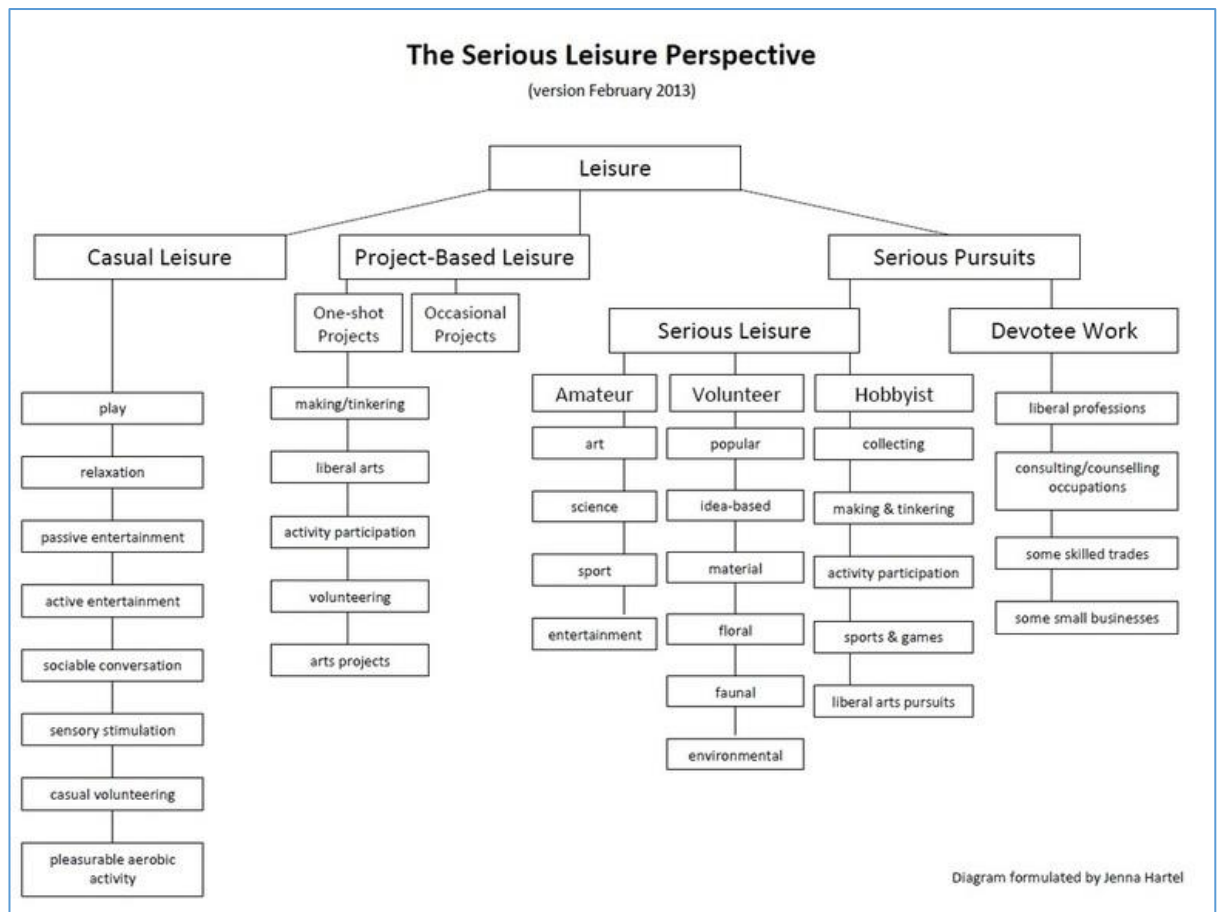 The Serious Leisure Perspective
(version February 2013)
Leisure
Casual Leisure
play
relaxation
passive entertainment
active entertainment
sociable conversation
sensory stimulation
casual volunteering
pleasurable aerobic
activity
Project-Based Leisure
One-shot
Projects
making/tinkering
liberal arts
activity participation
volunteering
arts projects
Occasional
Projects
Serious Pursuits
Serious Leisure
Amateur
art
science
sport
entertainment
Volunteer
popular
idea-based
material
floral
faunal
environmental
Hobbyist
collecting
making & tinkering
activity participation
sports & games
liberal arts pursuits
Devotee Work
liberal professions
consulting/counselling
occupations
some skilled trades
some small businesses
Diagram formulated by Jenna Hartel